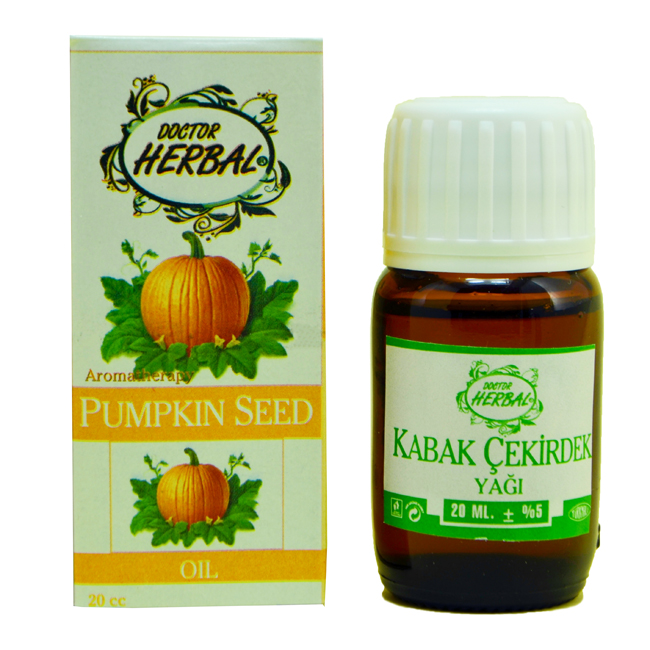 DOCTOR
HERBAL®
Aromatherapy
PUMPKIN SEED
OIL
20 cc
DOCTOR
HERBAL
KABAK ÇEKİRDEK
YAĞI
20 ML. ± %5